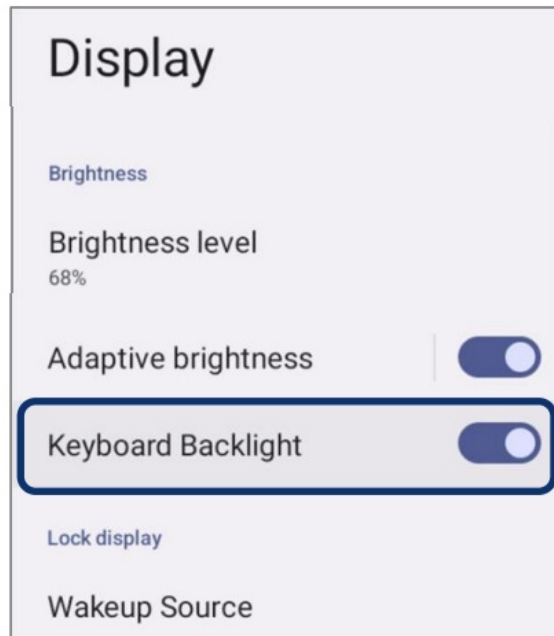 Display
Brightness
Brightness level
68%
Adaptive brightness
Keyboard Backlight
Lock display
Wakeup Source